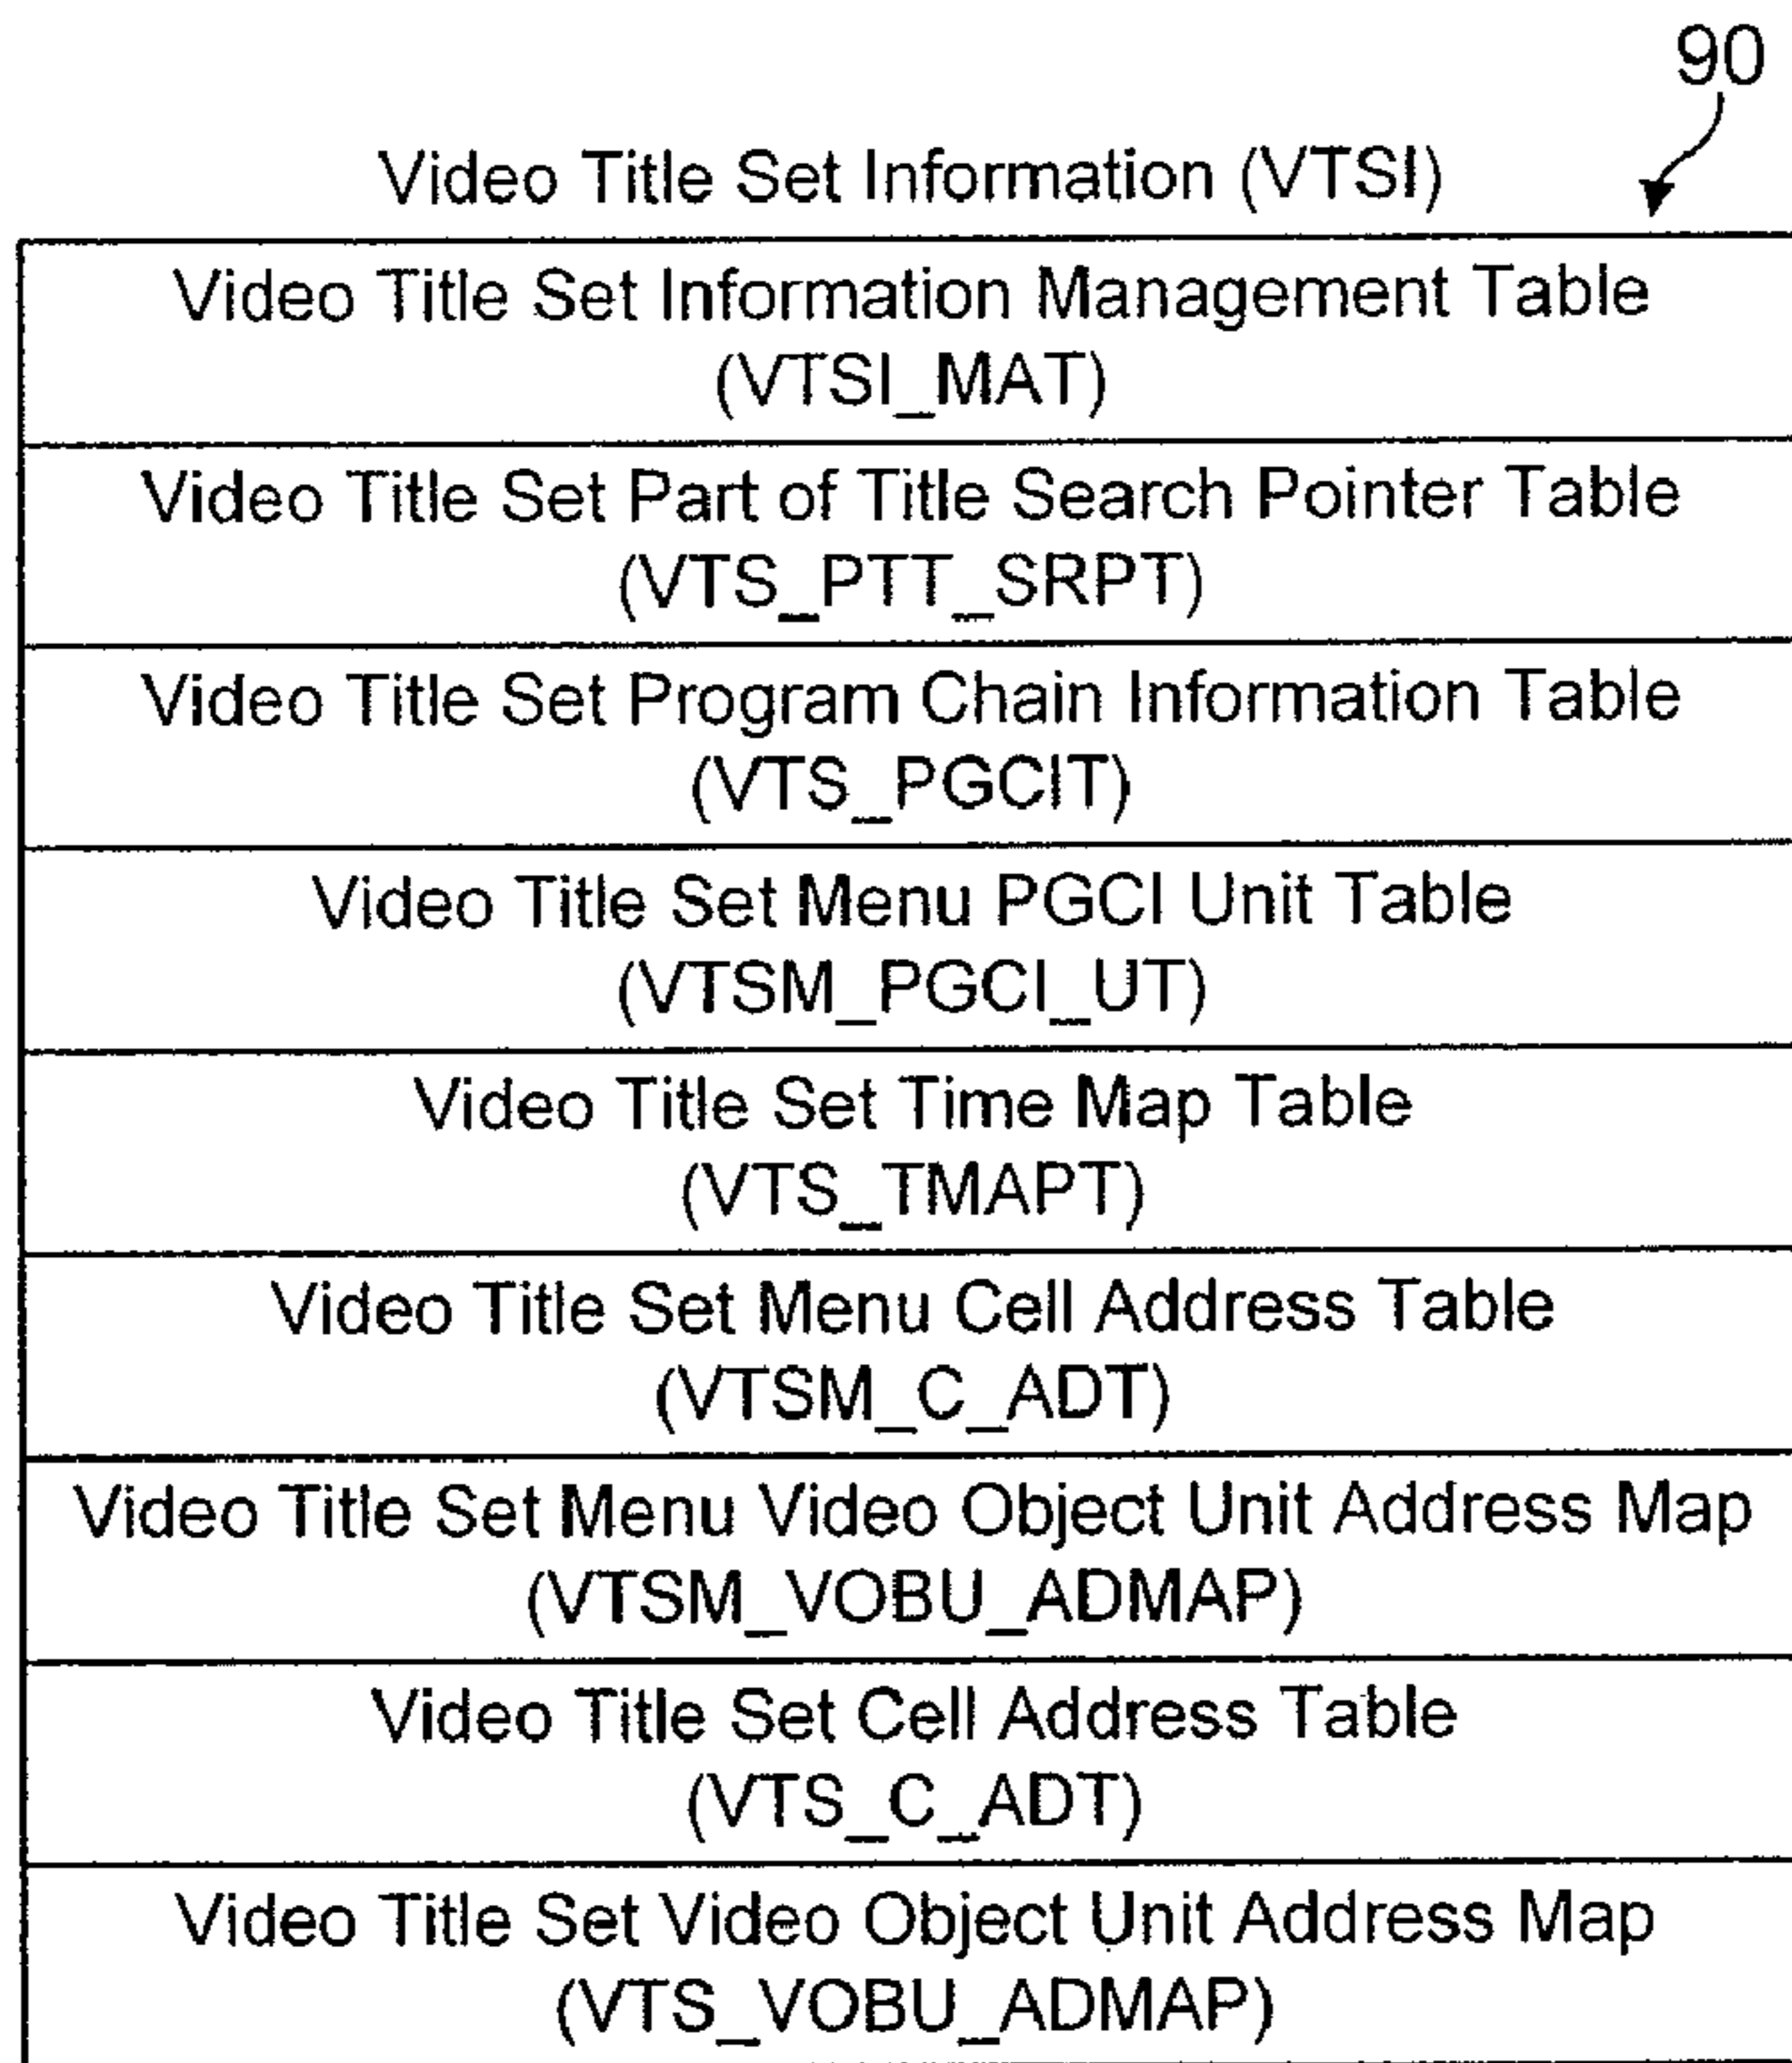 90
Video Title Set Information (VTSI)
Video Title Set Information Management Table
(VTSI_MAT)
Video Title Set Part of Title Search Pointer Table
(VTS_PTT_SRPT)
Video Title Set Program Chain Information Table
(VTS_PGCIT)
Video Title Set Menu PGCI Unit Table
(VTSM_PGCI_UT)
Video Title Set Time Map Table
(VTS_TMAPT)
Video Title Set Menu Cell Address Table
(VTSM_C_ADT)
Video Title Set Menu Video Object Unit Address Map
(VTSM_VOBU_ADMAP)
Video Title Set Cell Address Table
(VTS_C_ADT)
Video Title Set Video Object Unit Address Map
(VTS_VOBU_ADMAP)